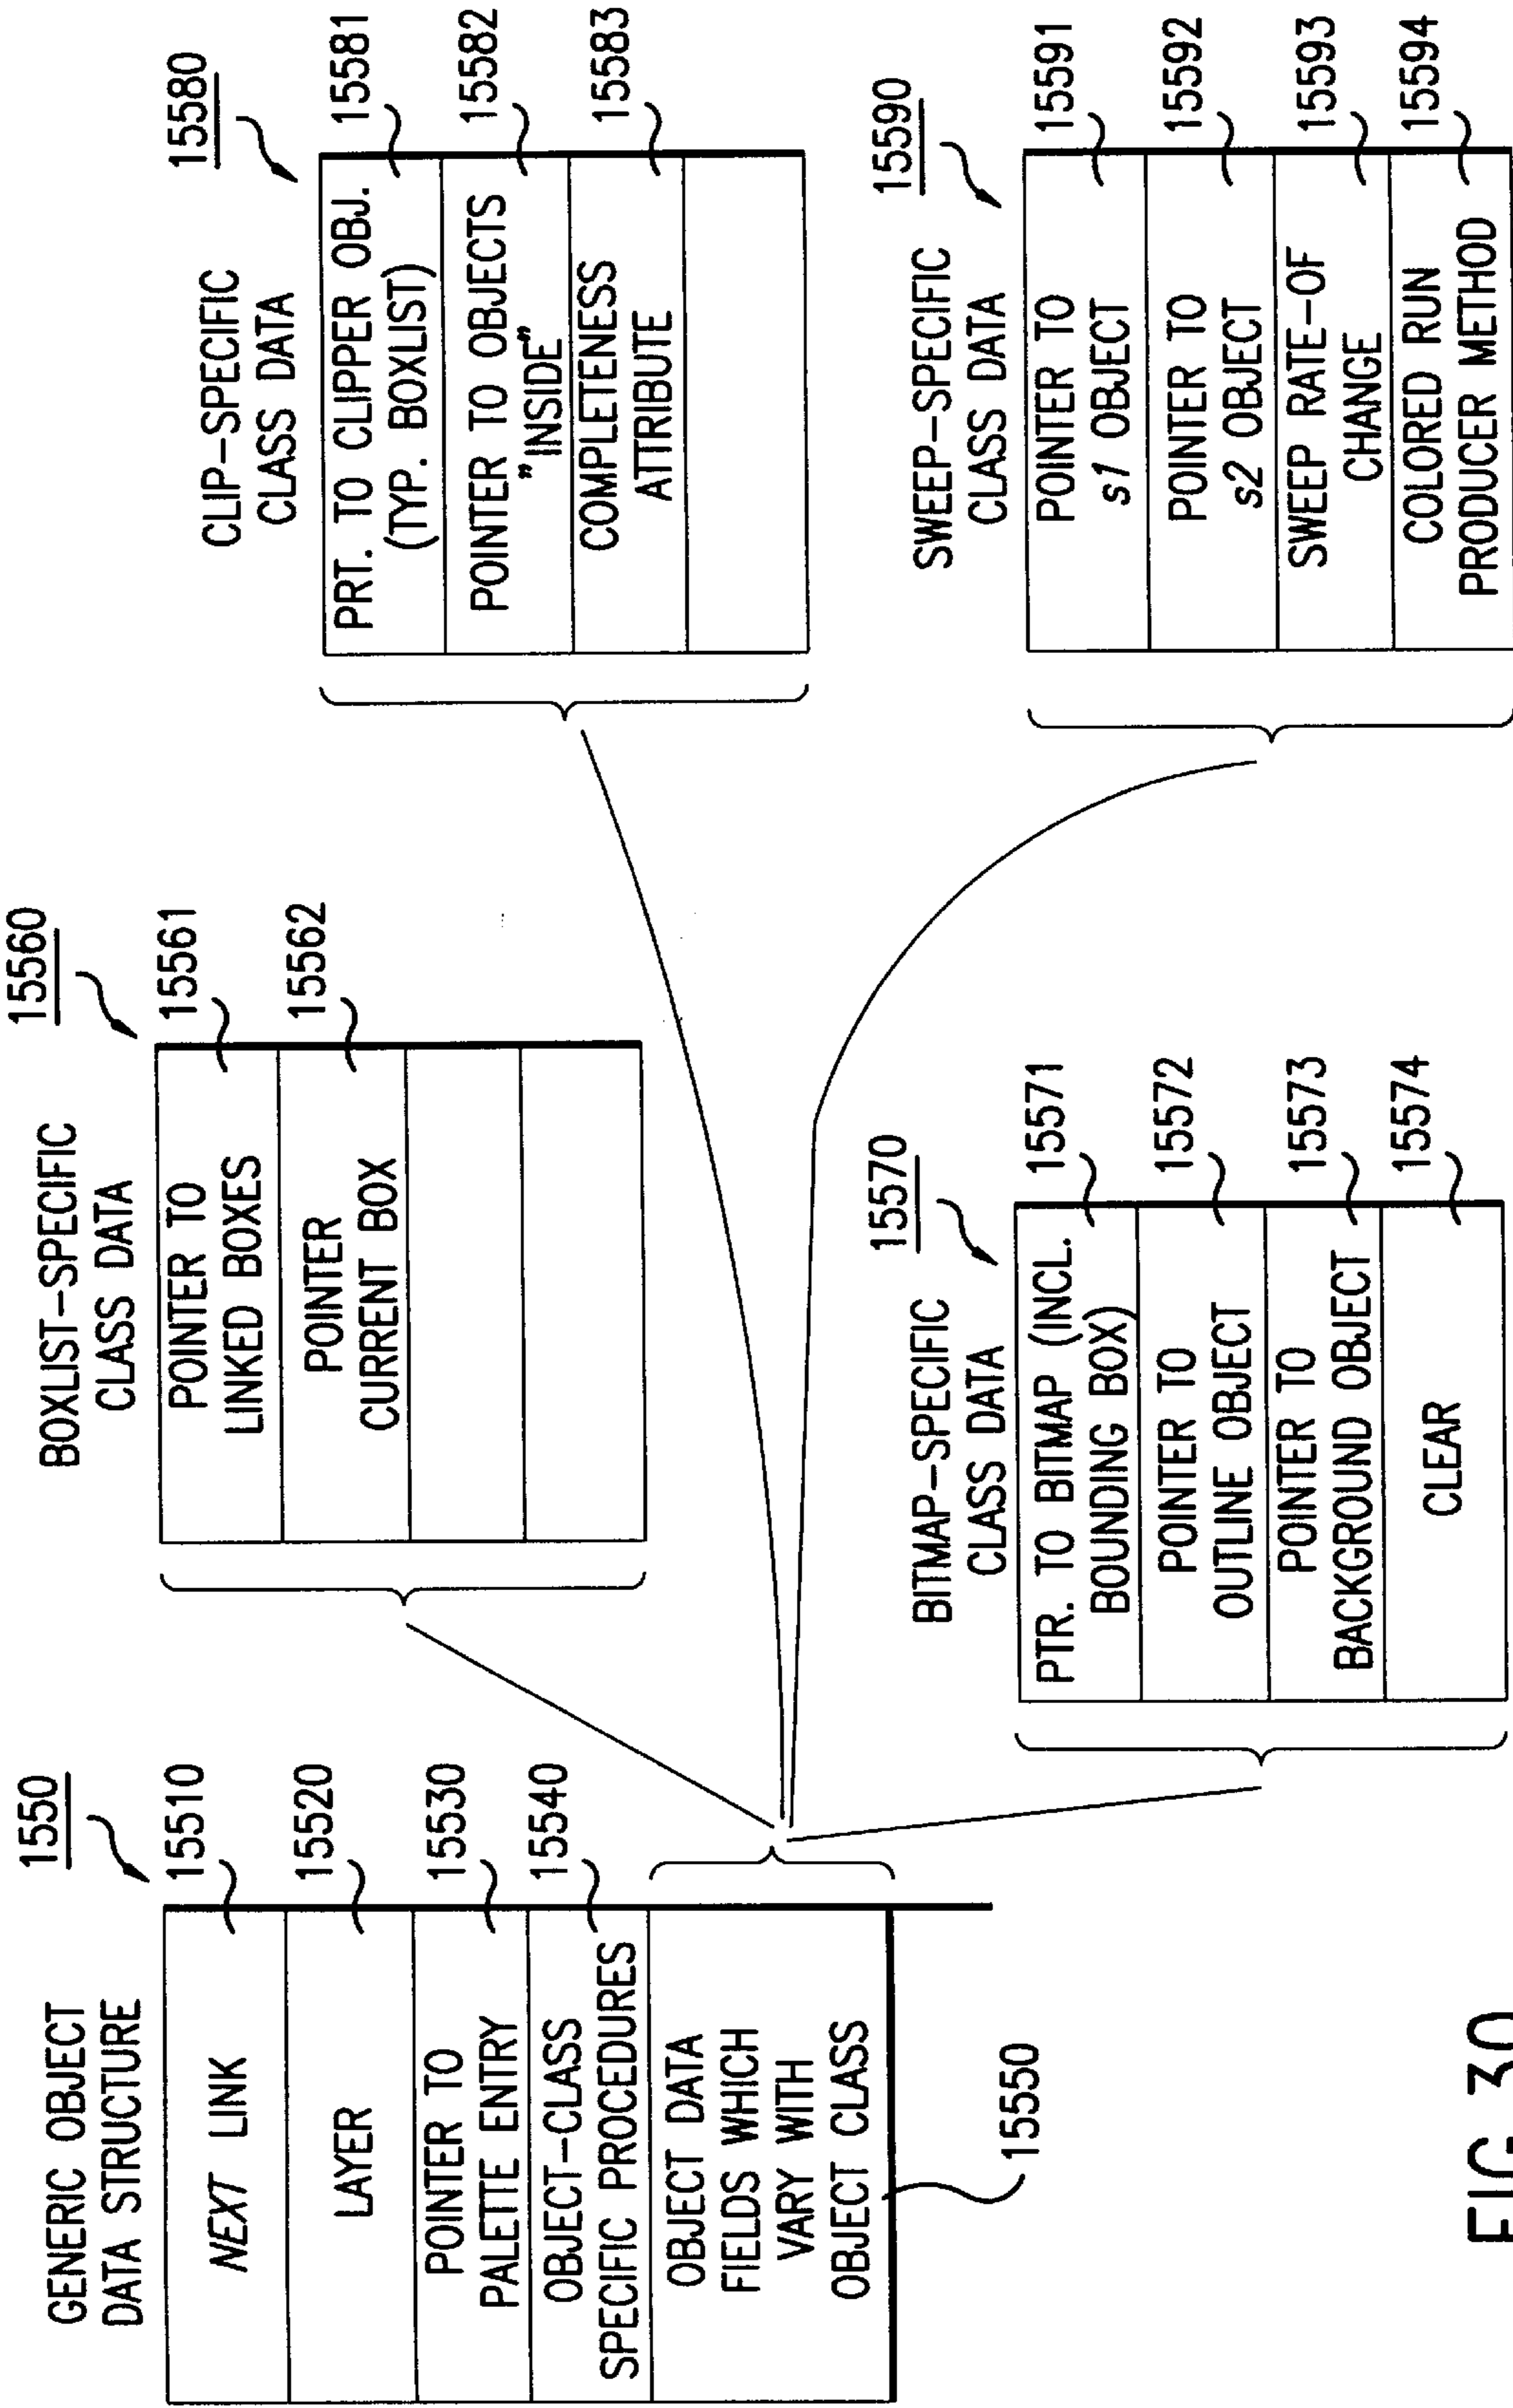 GENERIC OBJECT
DATA STRUCTURE
1550
NEXT LINK
15510
LAYER
15520
POINTER TO
PALETTE ENTRY
15530
OBJECT-CLASS
SPECIFIC PROCEDURES
15540
OBJECT DATA
FIELDS WHICH
VARY WITH
OBJECT CLASS
15550
BOXLIST-SPECIFIC
CLASS DATA
15560
POINTER TO
LINKED BOXES
15561
POINTER
CURRENT BOX
15562
BITMAP-SPECIFIC
CLASS DATA
15570
PTR. TO BITMAP (INCL.
BOUNDING BOX)
15571
POINTER TO
OUTLINE OBJECT
15572
POINTER TO
BACKGROUND OBJECT
15573
CLEAR
15574
CLIP-SPECIFIC
CLASS DATA
15580
PRT. TO CLIPPER OBJ.
(TYP. BOXLIST)
15581
POINTER TO OBJECTS
"INSIDE"
15582
COMPLETENESS
ATTRIBUTE
15583
SWEEP-SPECIFIC
CLASS DATA
15590
POINTER TO
s1 OBJECT
15591
POINTER TO
s2 OBJECT
15592
SWEEP RATE-OF
CHANGE
15593
COLORED RUN
PRODUCER METHOD
15594
FIG.30